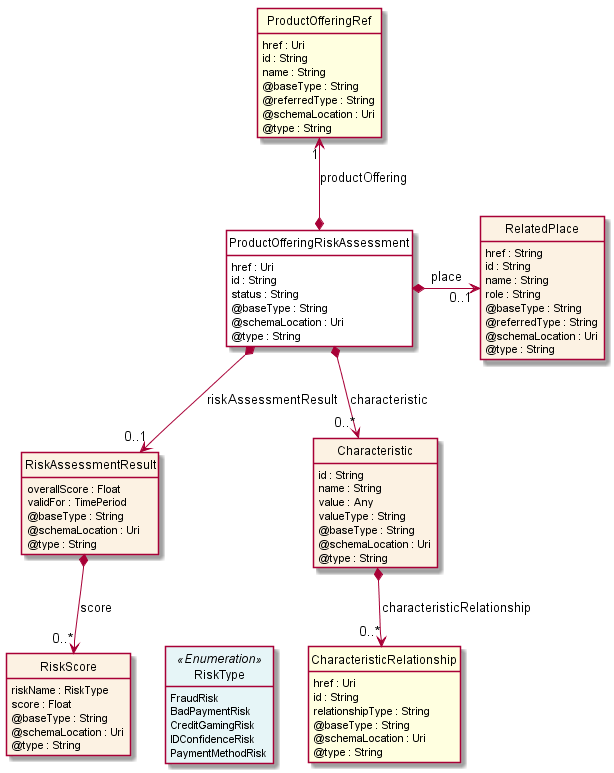 ProductOfferingRef
href : Uri
id : String
name : String
@baseType : String
@referredType : String
@schemaLocation : Uri
@type : String
1
productOffering
ProductOfferingRiskAssessment
href : Uri
id : String
status : String
@baseType : String
@schemaLocation : Uri
@type : String
place
0..1
RelatedPlace
href : String
id : String
name : String
role : String
@baseType : String
@referredType : String
@schemaLocation : Uri
@type : String
riskAssessmentResult
0..1
characteristic
0..*
RiskAssessmentResult
overallScore : Float
validFor : TimePeriod
@baseType : String
@schemaLocation : Uri
@type : String
Characteristic
id : String
name : String
value : Any
valueType : String
@baseType : String
@schemaLocation : Uri
@type : String
score
0..*
characteristicRelationship
0..*
RiskScore
riskName : RiskType
score : Float
@baseType : String
@schemaLocation : Uri
@type : String
«Enumeration»
RiskType
FraudRisk
BadPaymentRisk
CreditGamingRisk
IDConfidenceRisk
PaymentMethodRisk
CharacteristicRelationship
href : Uri
id : String
relationshipType : String
@baseType : String
@schemaLocation : Uri
@type : String